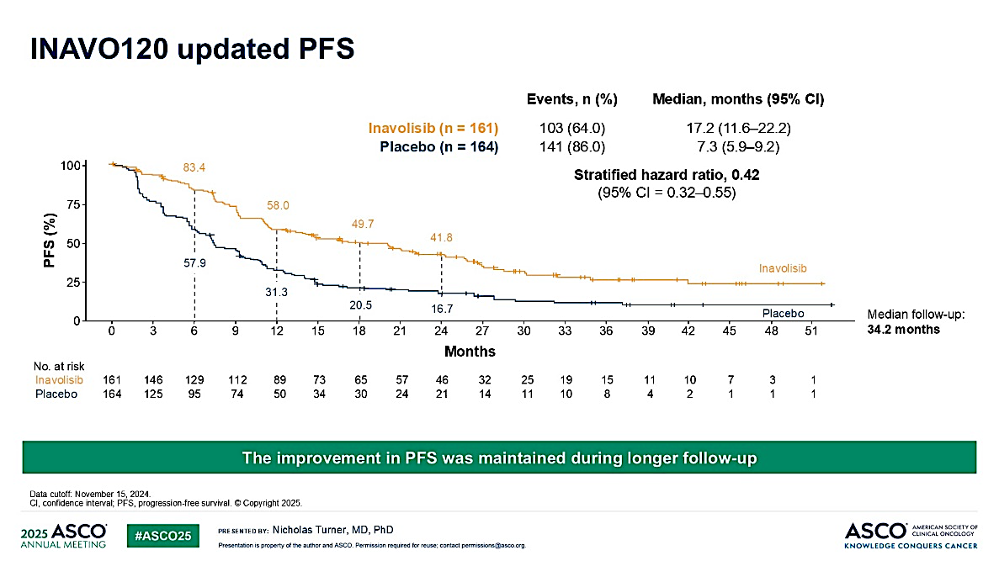 INAVO120 updated PFS
Events, n (%) Median, months (95% CI)
Inavolisib (n = 161) 103 (64.0) 17.2 (11.6–22.2)
Placebo (n = 164) 141 (86.0) 7.3 (5.9–9.2)
Stratified hazard ratio, 0.42
(95% CI = 0.32–0.55)
PFS (%)
100
75
50
25
0
83.4
58.0
49.7
41.8
57.9
31.3
20.5
16.7
Inavolisib
Placebo
0 3 6 9 12 15 18 21 24 27 30 33 36 39 42 45 48 51
Months
Median follow-up:
34.2 months
No. at risk
Inavolisib 161 146 129 112 89 73 65 57 46 32 25 19 15 11 10 7 3 1
Placebo 164 125 95 74 50 34 30 24 21 14 11 10 8 4 2 1 1 1
The improvement in PFS was maintained during longer follow-up
Data cutoff: November 15, 2024.
CI, confidence interval; PFS, progression-free survival. © Copyright 2025.
2025 ASCO®
ANNUAL MEETING
#ASCO25
PRESENTED BY: Nicholas Turner, MD, PhD
Presentation is property of the author and ASCO. Permission required for reuse; contact permissions@asco.org.
ASCO® AMERICAN SOCIETY OF
CLINICAL ONCOLOGY
KNOWLEDGE CONQUERS CANCER